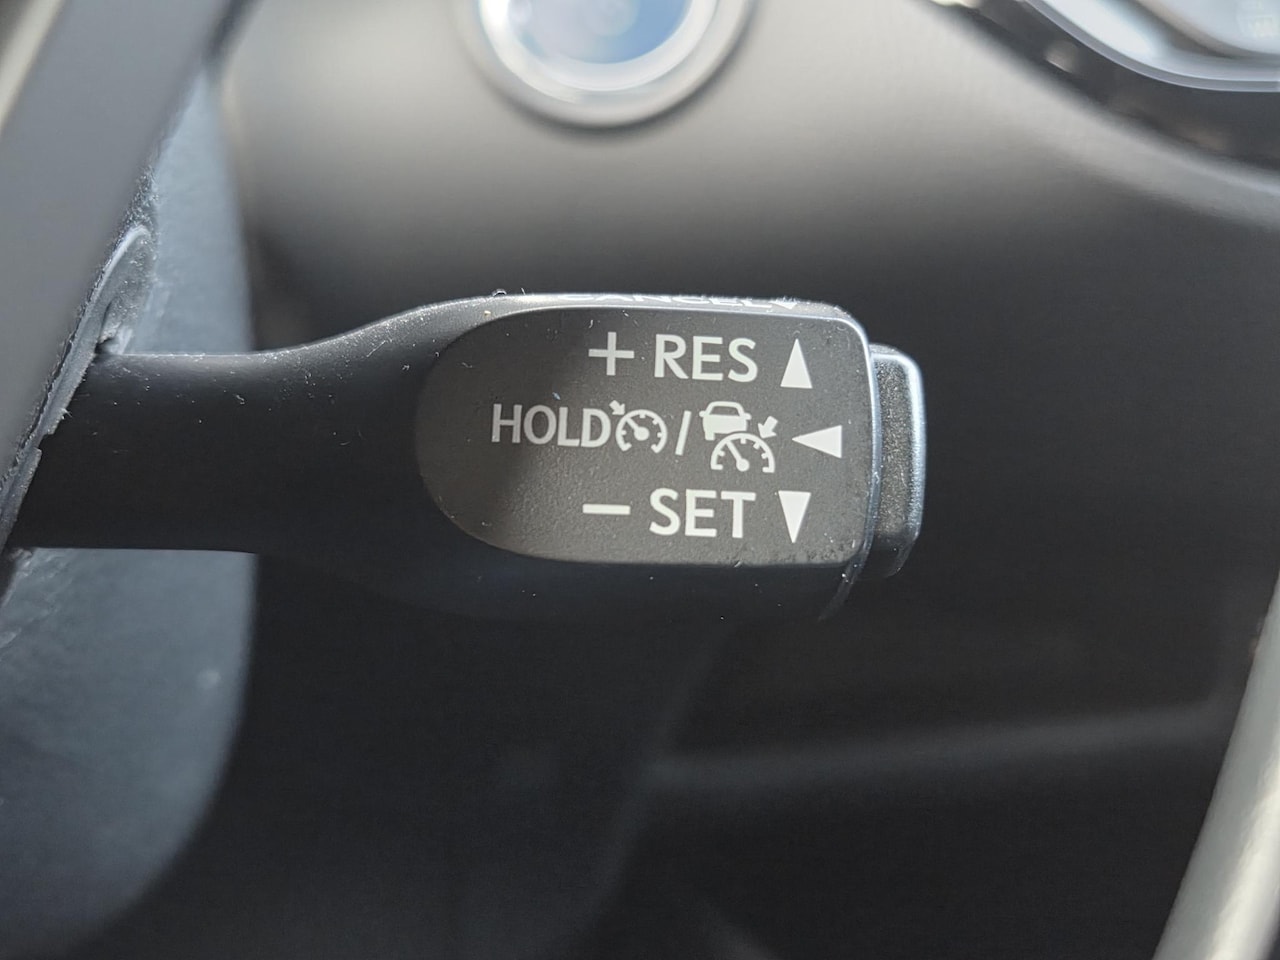 + RES
HOLD /
- SET